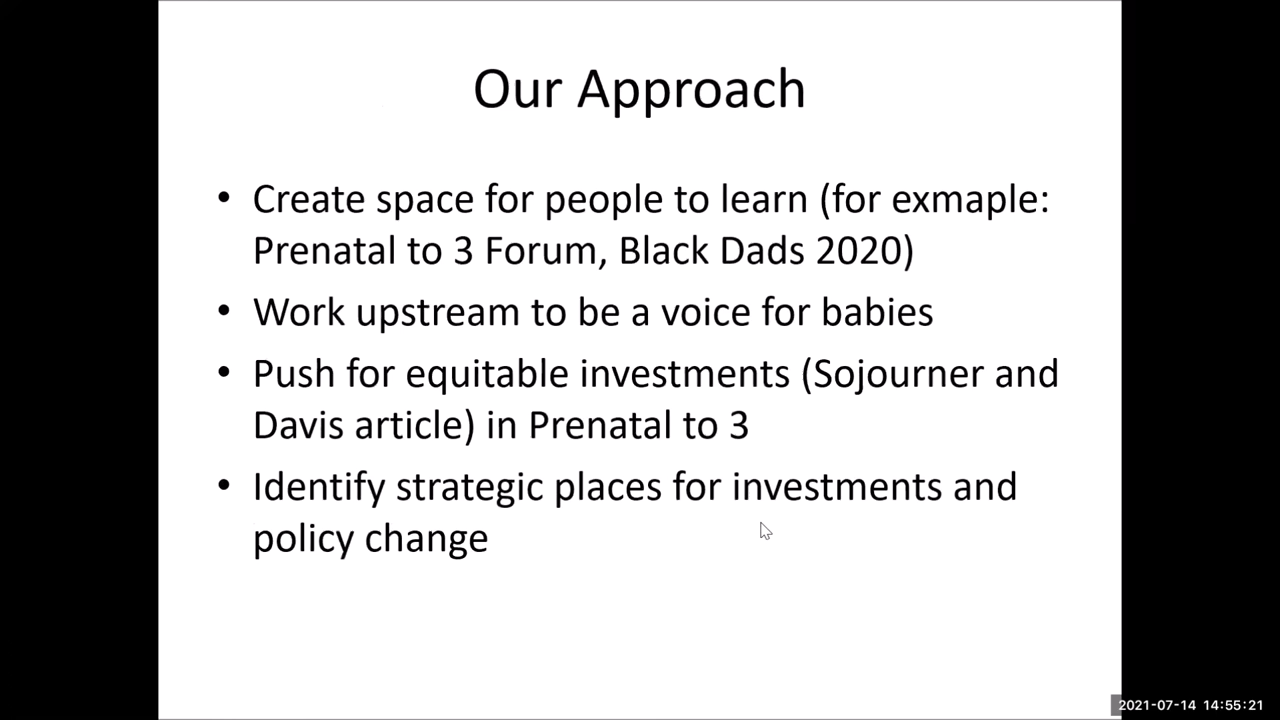 Our Approach
• Create space for people to learn (for exmaple:
Prenatal to 3 Forum, Black Dads 2020)
• Work upstream to be a voice for babies
• Push for equitable investments (Sojourner and
Davis article) in Prenatal to 3
• Identify strategic places for investments and
policy change
2021-07-14 14:55:21